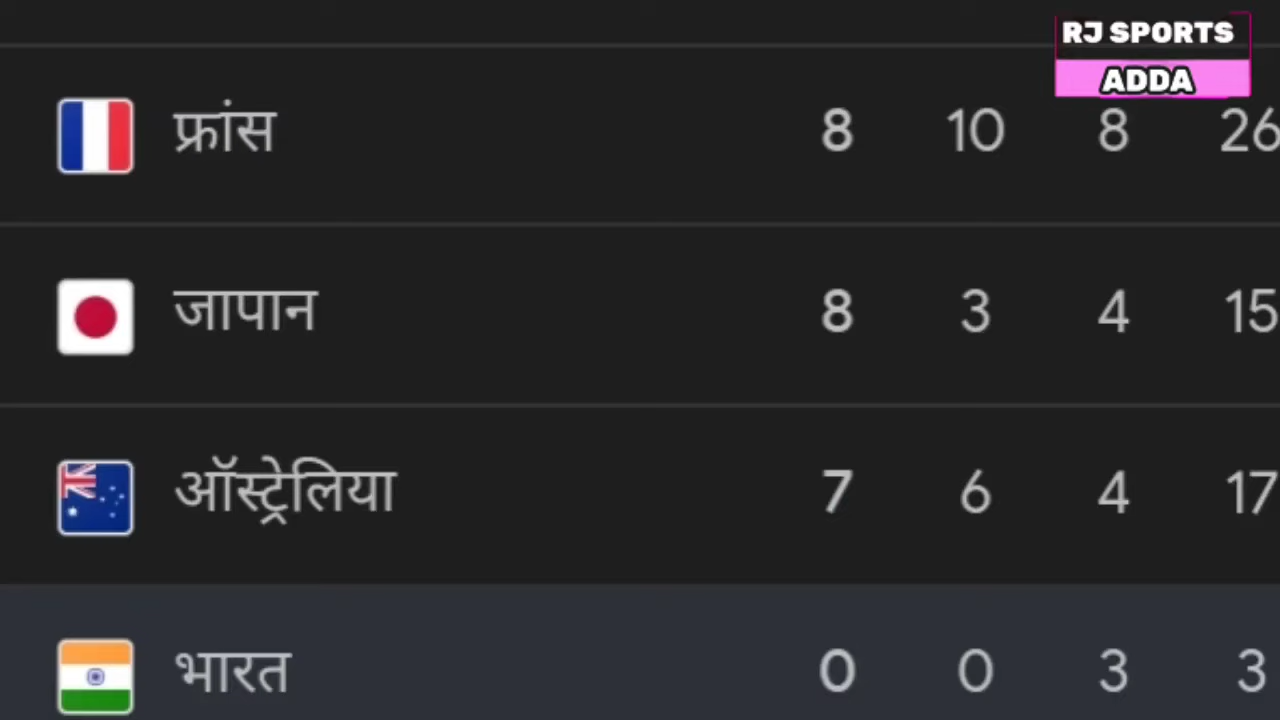 RJ SPORTS
ADDA
फ्रांस 8 10 8 26
जापान 8 3 4 15
ऑस्ट्रेलिया 7 6 4 17
भारत 0 0 3 3